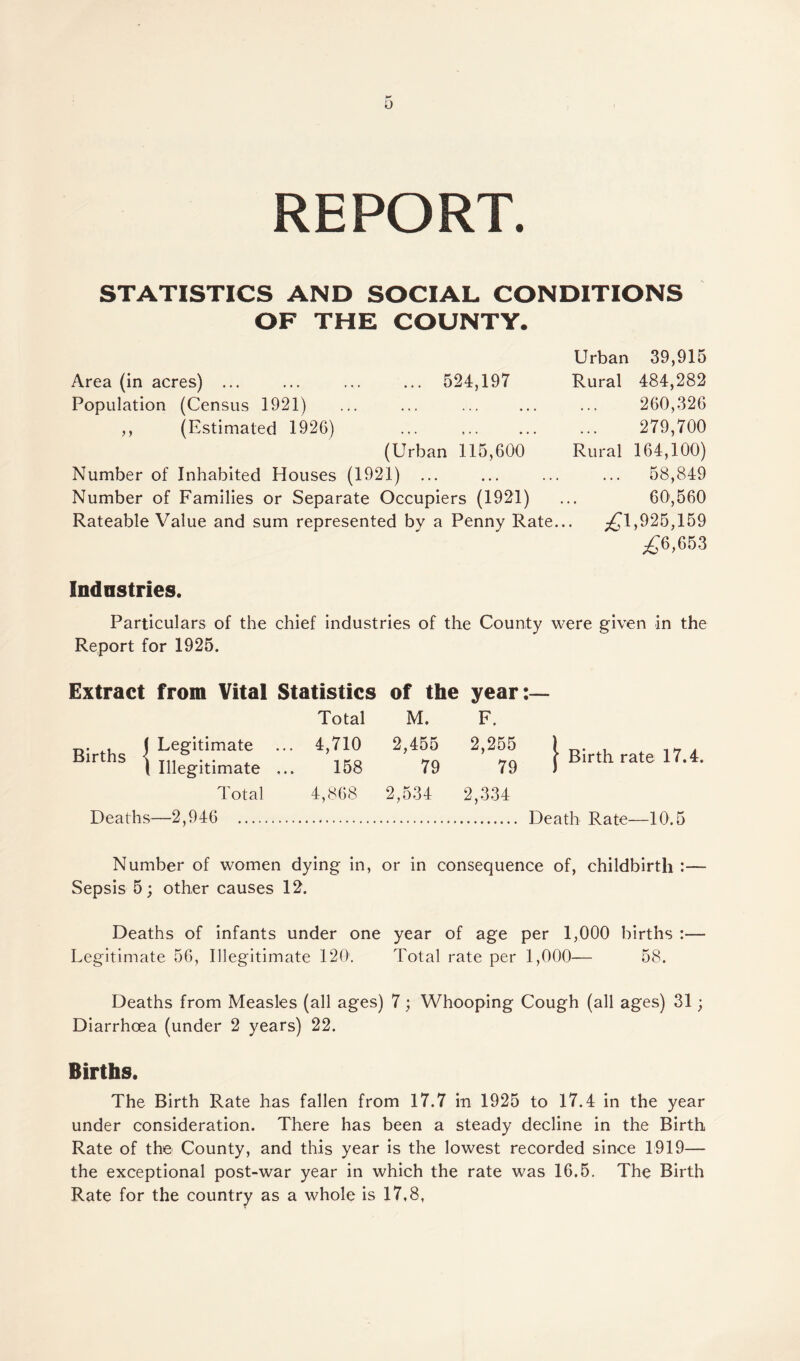 5
REPORT.
STATISTICS AND SOCIAL CONDITIONS
OF THE COUNTY.
Urban 39,915
Area (in acres) ... ... ... ... 524,197 Rural 484,282
Population (Census 1921) ... ... ... ... ... 260,326
,, (Estimated 1926) ... ... ... ... 279,700
(Urban 115,600 Rural 164,100)
Number of Inhabited Houses (1921) ... ... ... ... 58,849
Number of Families or Separate Occupiers (1921) ... 60,560
Rateable Value and sum represented by a Penny Rate... £1,925,159
£6,653
Industries.
Particulars of the chief industries of the County were given in the
Report for 1925.
Extract from Vital Statistics of the year:—
Total M. F.
Births { Legitimate ... 4,710 2,455 2,255 } Birth rate 17.4.
{ Illegitimate ... 158 79 79 }
Total 4,868 2,534 2,334
Deaths—2,946 .................................................. Death Rate—10.5
Number of women dying in, or in consequence of, childbirth :—
Sepsis 5; other causes 12.
Deaths of infants under one year of age per 1,000 births :—
Legitimate 56, Illegitimate 120. Total rate per 1,000— 58.
Deaths from Measles (all ages) 7; Whooping Cough (all ages) 31;
Diarrhœa (under 2 years) 22.
Births.
The Birth Rate has fallen from 17.7 in 1925 to 17.4 in the year
under consideration. There has been a steady decline in the Birth
Rate of the County, and this year is the lowest recorded since 1919—
the exceptional post-war year in which the rate was 16.5. The Birth
Rate for the country as a whole is 17,8,